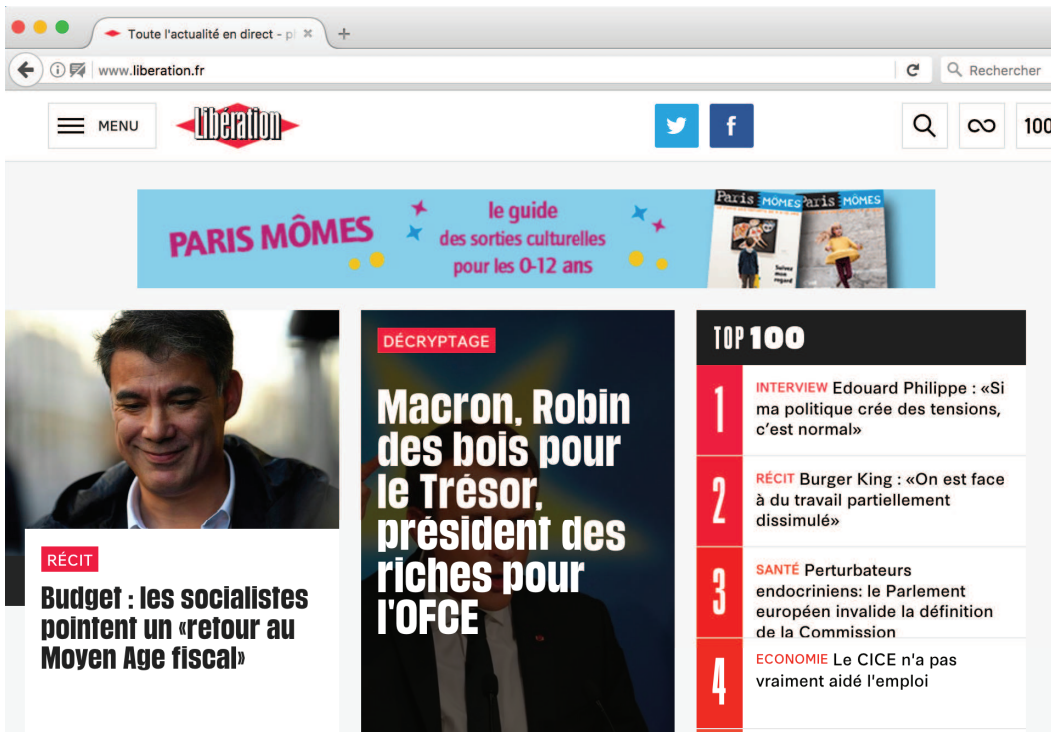 Toute l'actualité en direct - p
www.liberation.fr
Rechercher
MENU
Libération
f
100
PARIS MÔMES
le guide
des sorties culturelles
pour les 0-12 ans
Paris MÔMES
Paris MÔMES
Suivez
mon
regard
RÉCIT
Budget : les socialistes
pointent un «retour au
Moyen Age fiscal»
DÉCRYPTAGE
Macron, Robin
des bois pour
le Trésor,
président des
riches pour
l'OFCE
TOP 100
1
INTERVIEW Edouard Philippe : «Si
ma politique crée des tensions,
c'est normal»
2
RÉCIT Burger King : «On est face
à du travail partiellement
dissimulé»
3
SANTÉ Perturbateurs
endocriniens: le Parlement
européen invalide la définition
de la Commission
4
ECONOMIE Le CICE n'a pas
vraiment aidé l'emploi